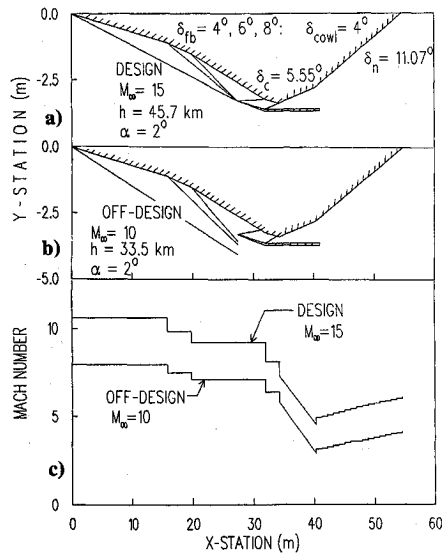 0.0
-2.5
a)
δfb = 4°, 6°, 8°: δcowl = 4°
DESIGN
M∞ = 15
h = 45.7 km
α = 2°
δc = 5.55°
δn = 11.07°
Y-STATION (m)
0.0
-2.5
-5.0
b)
OFF-DESIGN
M∞ = 10
h = 33.5 km
α = 2°
MACH NUMBER
10
5
0
c)
DESIGN
M∞=15
OFF-DESIGN
M∞=10
0 10 20 30 40 50 60
X-STATION (m)